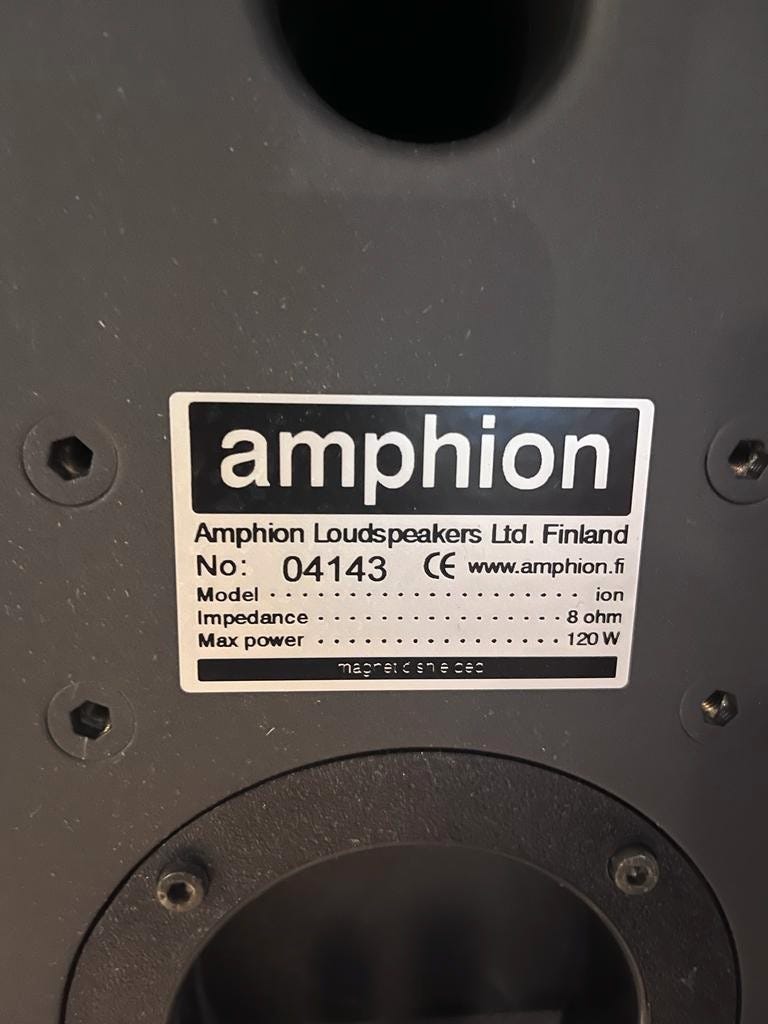 amphion
Amphion Loudspeakers Ltd. Finland
No: 04143 CE www.amphion.fi
Model . . . . . . . . . . . . . . . . . . . . . ion
Impedance . . . . . . . . . . . . . . . . . 8 ohm
Max power . . . . . . . . . . . . . . . . . 120 W
magnet shielded